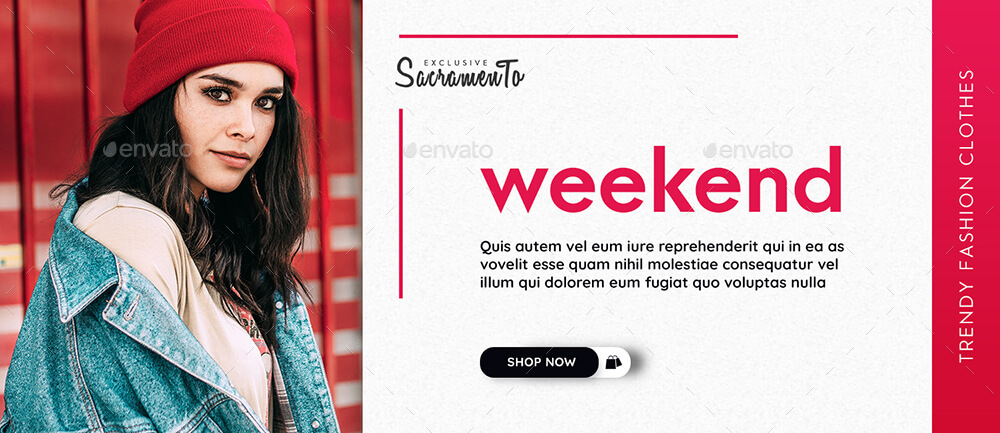 EXCLUSIVE
SacramenTo
envato
envato
envato
weekend
Quis autem vel eum iure reprehenderit qui in ea as
vovelit esse quam nihil molestiae consequatur vel
illum qui dolorem eum fugiat quo voluptas nulla
SHOP NOW
TRENDY FASHION CLOTHES